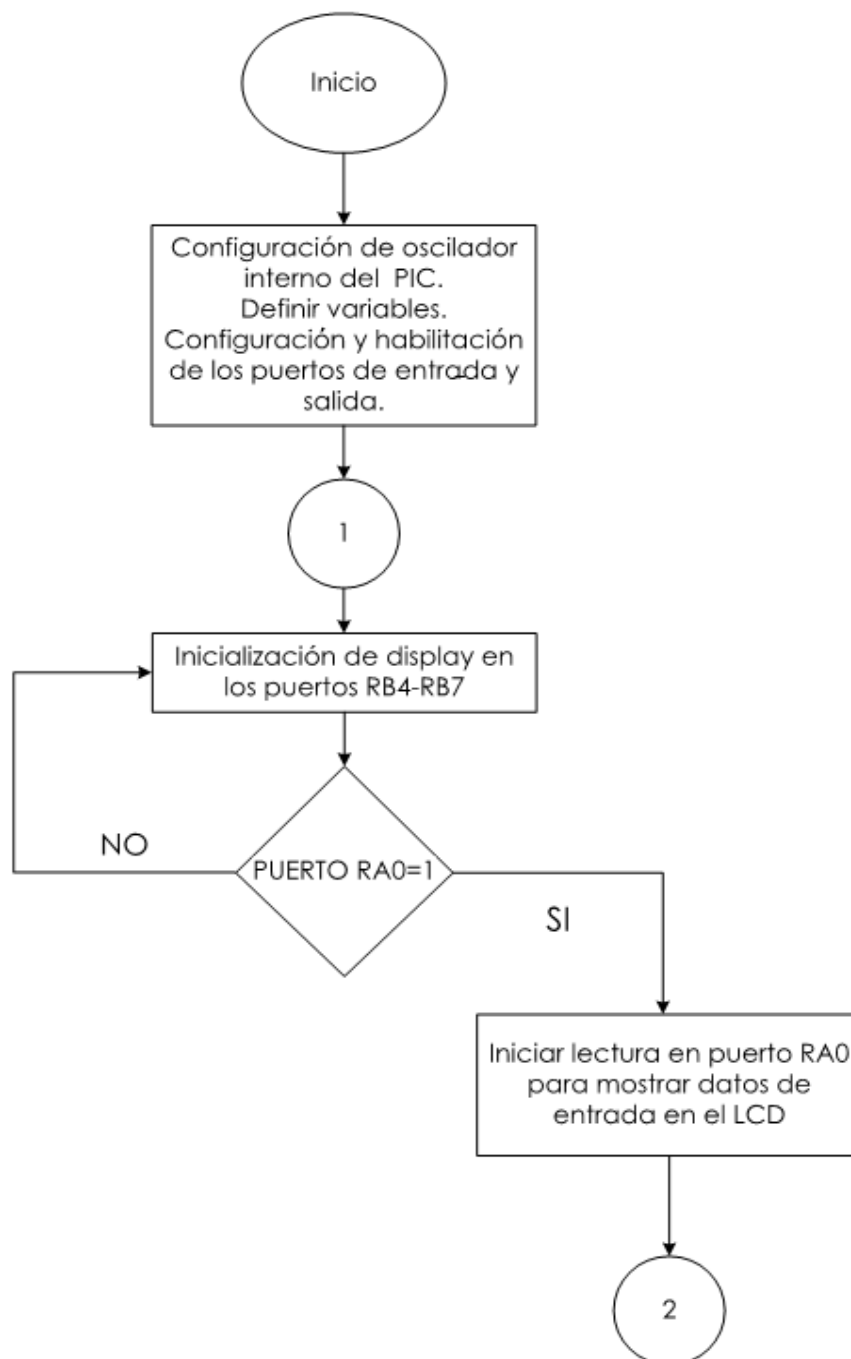 Inicio
Configuración de oscilador
interno del PIC.
Definir variables.
Configuración y habilitación
de los puertos de entrada y
salida.
1
Inicialización de display en
los puertos RB4-RB7
NO
PUERTO RA0=1
SI
Iniciar lectura en puerto RA0
para mostrar datos de
entrada en el LCD
2